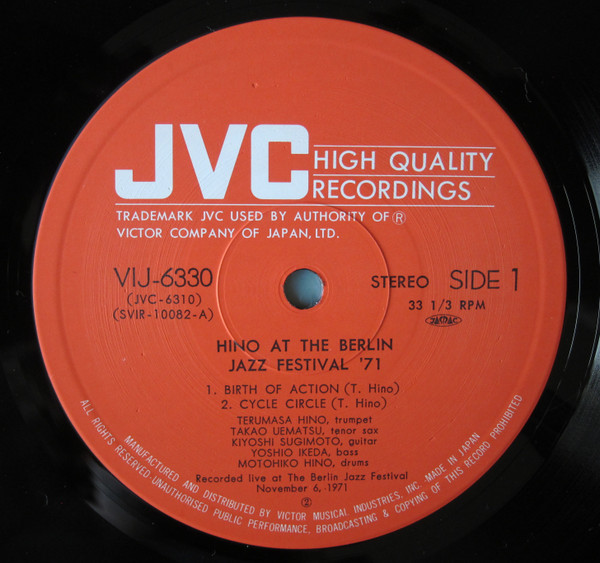 JVC
HIGH QUALITY
RECORDINGS
TRADEMARK JVC USED BY AUTHORITY OF Ⓡ
VICTOR COMPANY OF JAPAN, LTD.
VIJ-6330
(JVC-6310)
(SVIR-10082-A)
STEREO SIDE 1
33 1/3 RPM
JASRAC
HINO AT THE BERLIN
JAZZ FESTIVAL '71
1. BIRTH OF ACTION (T. Hino)
2. CYCLE CIRCLE (T. Hino)
TERUMASA HINO, trumpet
TAKAO UEMATSU, tenor sax
KIYOSHI SUGIMOTO, guitar
YOSHIO IKEDA, bass
MOTOHIKO HINO, drums
Recorded live at The Berlin Jazz Festival
November 6,-1971
②
MANUFACTURED AND DISTRIBUTED BY VICTOR MUSICAL INDUSTRIES, INC. MADE IN JAPAN
ALL RIGHTS RESERVED UNAUTHORISED PUBLIC PERFORMANCE, BROADCASTING & COPYING OF THIS RECORD PROHIBITED